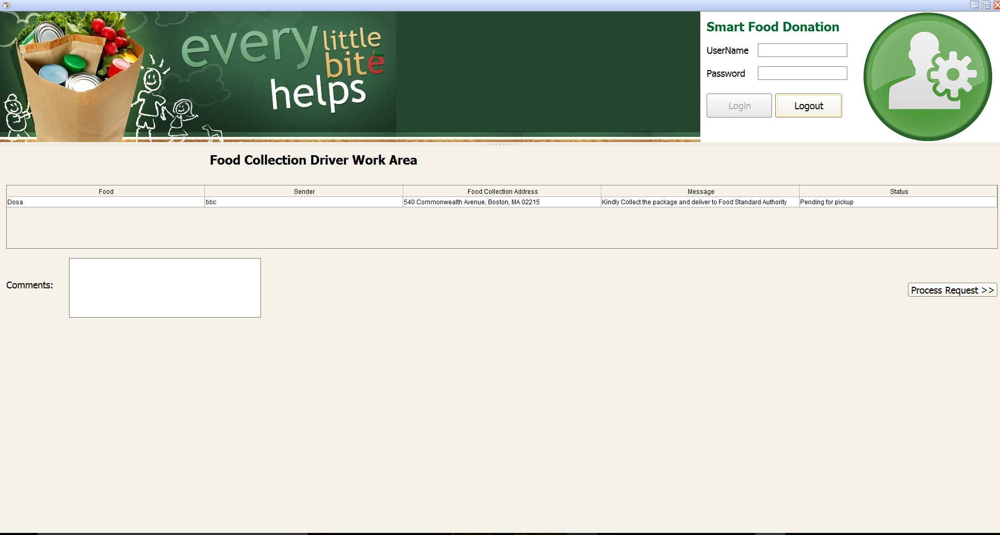 every little
bite
helps
Smart Food Donation
UserName
Password
Login Logout
Food Collection Driver Work Area
Food Sender Food Collection Address Message Status
Dosa bbc 540 Commonwealth Avenue, Boston, MA 02215 Kindly Collect the package and deliver to Food Standard Authority Pending for pickup
Comments:
Process Request >>